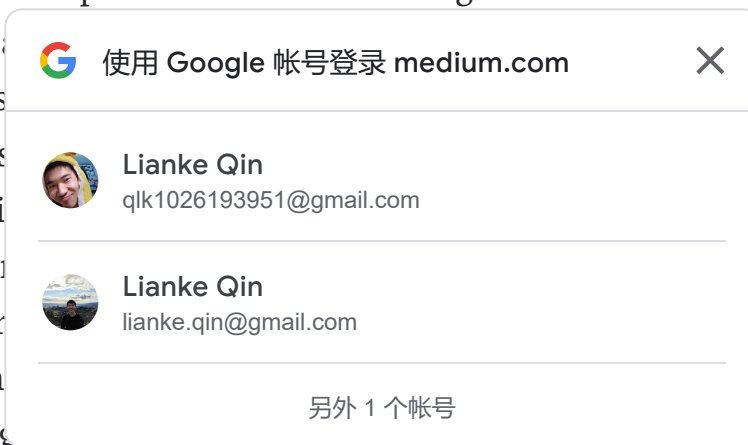 使用 Google 帐号登录 medium.com
Lianke Qin
qlk1026193951@gmail.com
Lianke Qin
lianke.qin@gmail.com
另外 1 个帐号